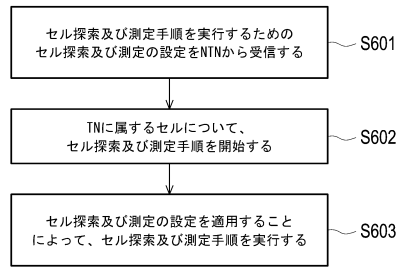 セル探索及び測定手順を実行するための
セル探索及び測定の設定をNTNから受信する
S601
TNに属するセルについて、
セル探索及び測定手順を開始する
S602
セル探索及び測定の設定を適用すること
によって、セル探索及び測定手順を実行する
S603